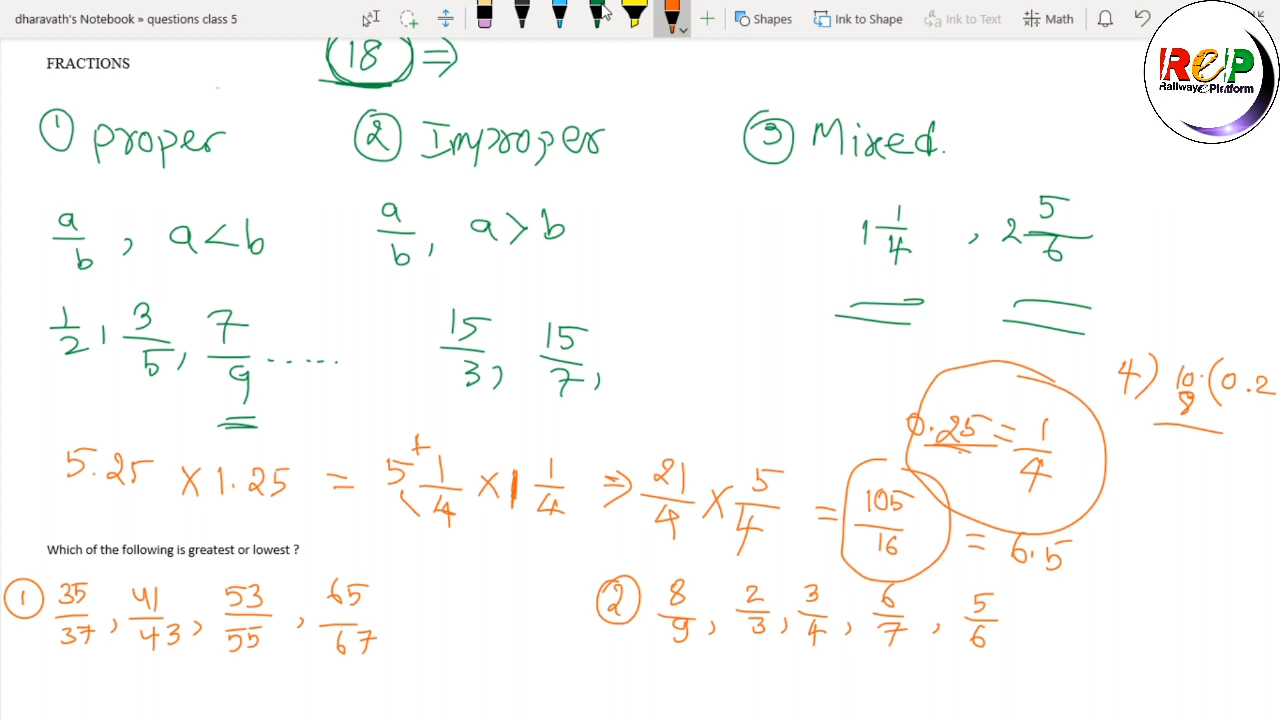 dharavath's Notebook » questions class 5
Shapes Ink to Shape Ink to Text Math
ReP
Railways e Platform
FRACTIONS
18 ⇒
① Proper ② Improper ③ Mixed.
a/b, a<b a/b, a>b 1 1/4, 2 5/6
1/2, 3/5, 7/9 ..... 15/3, 15/7,
4) 10. (0.2
8
0.25 = 1/4
5.25 × 1.25 = 5+1/4 × 1 1/4 ⇒ 21/4 × 5/4 = 105/16 = 6.5
Which of the following is greatest or lowest ?
① 35/37, 41/43, 53/55, 65/67 ② 8/9, 2/3, 3/4, 6/7, 5/6